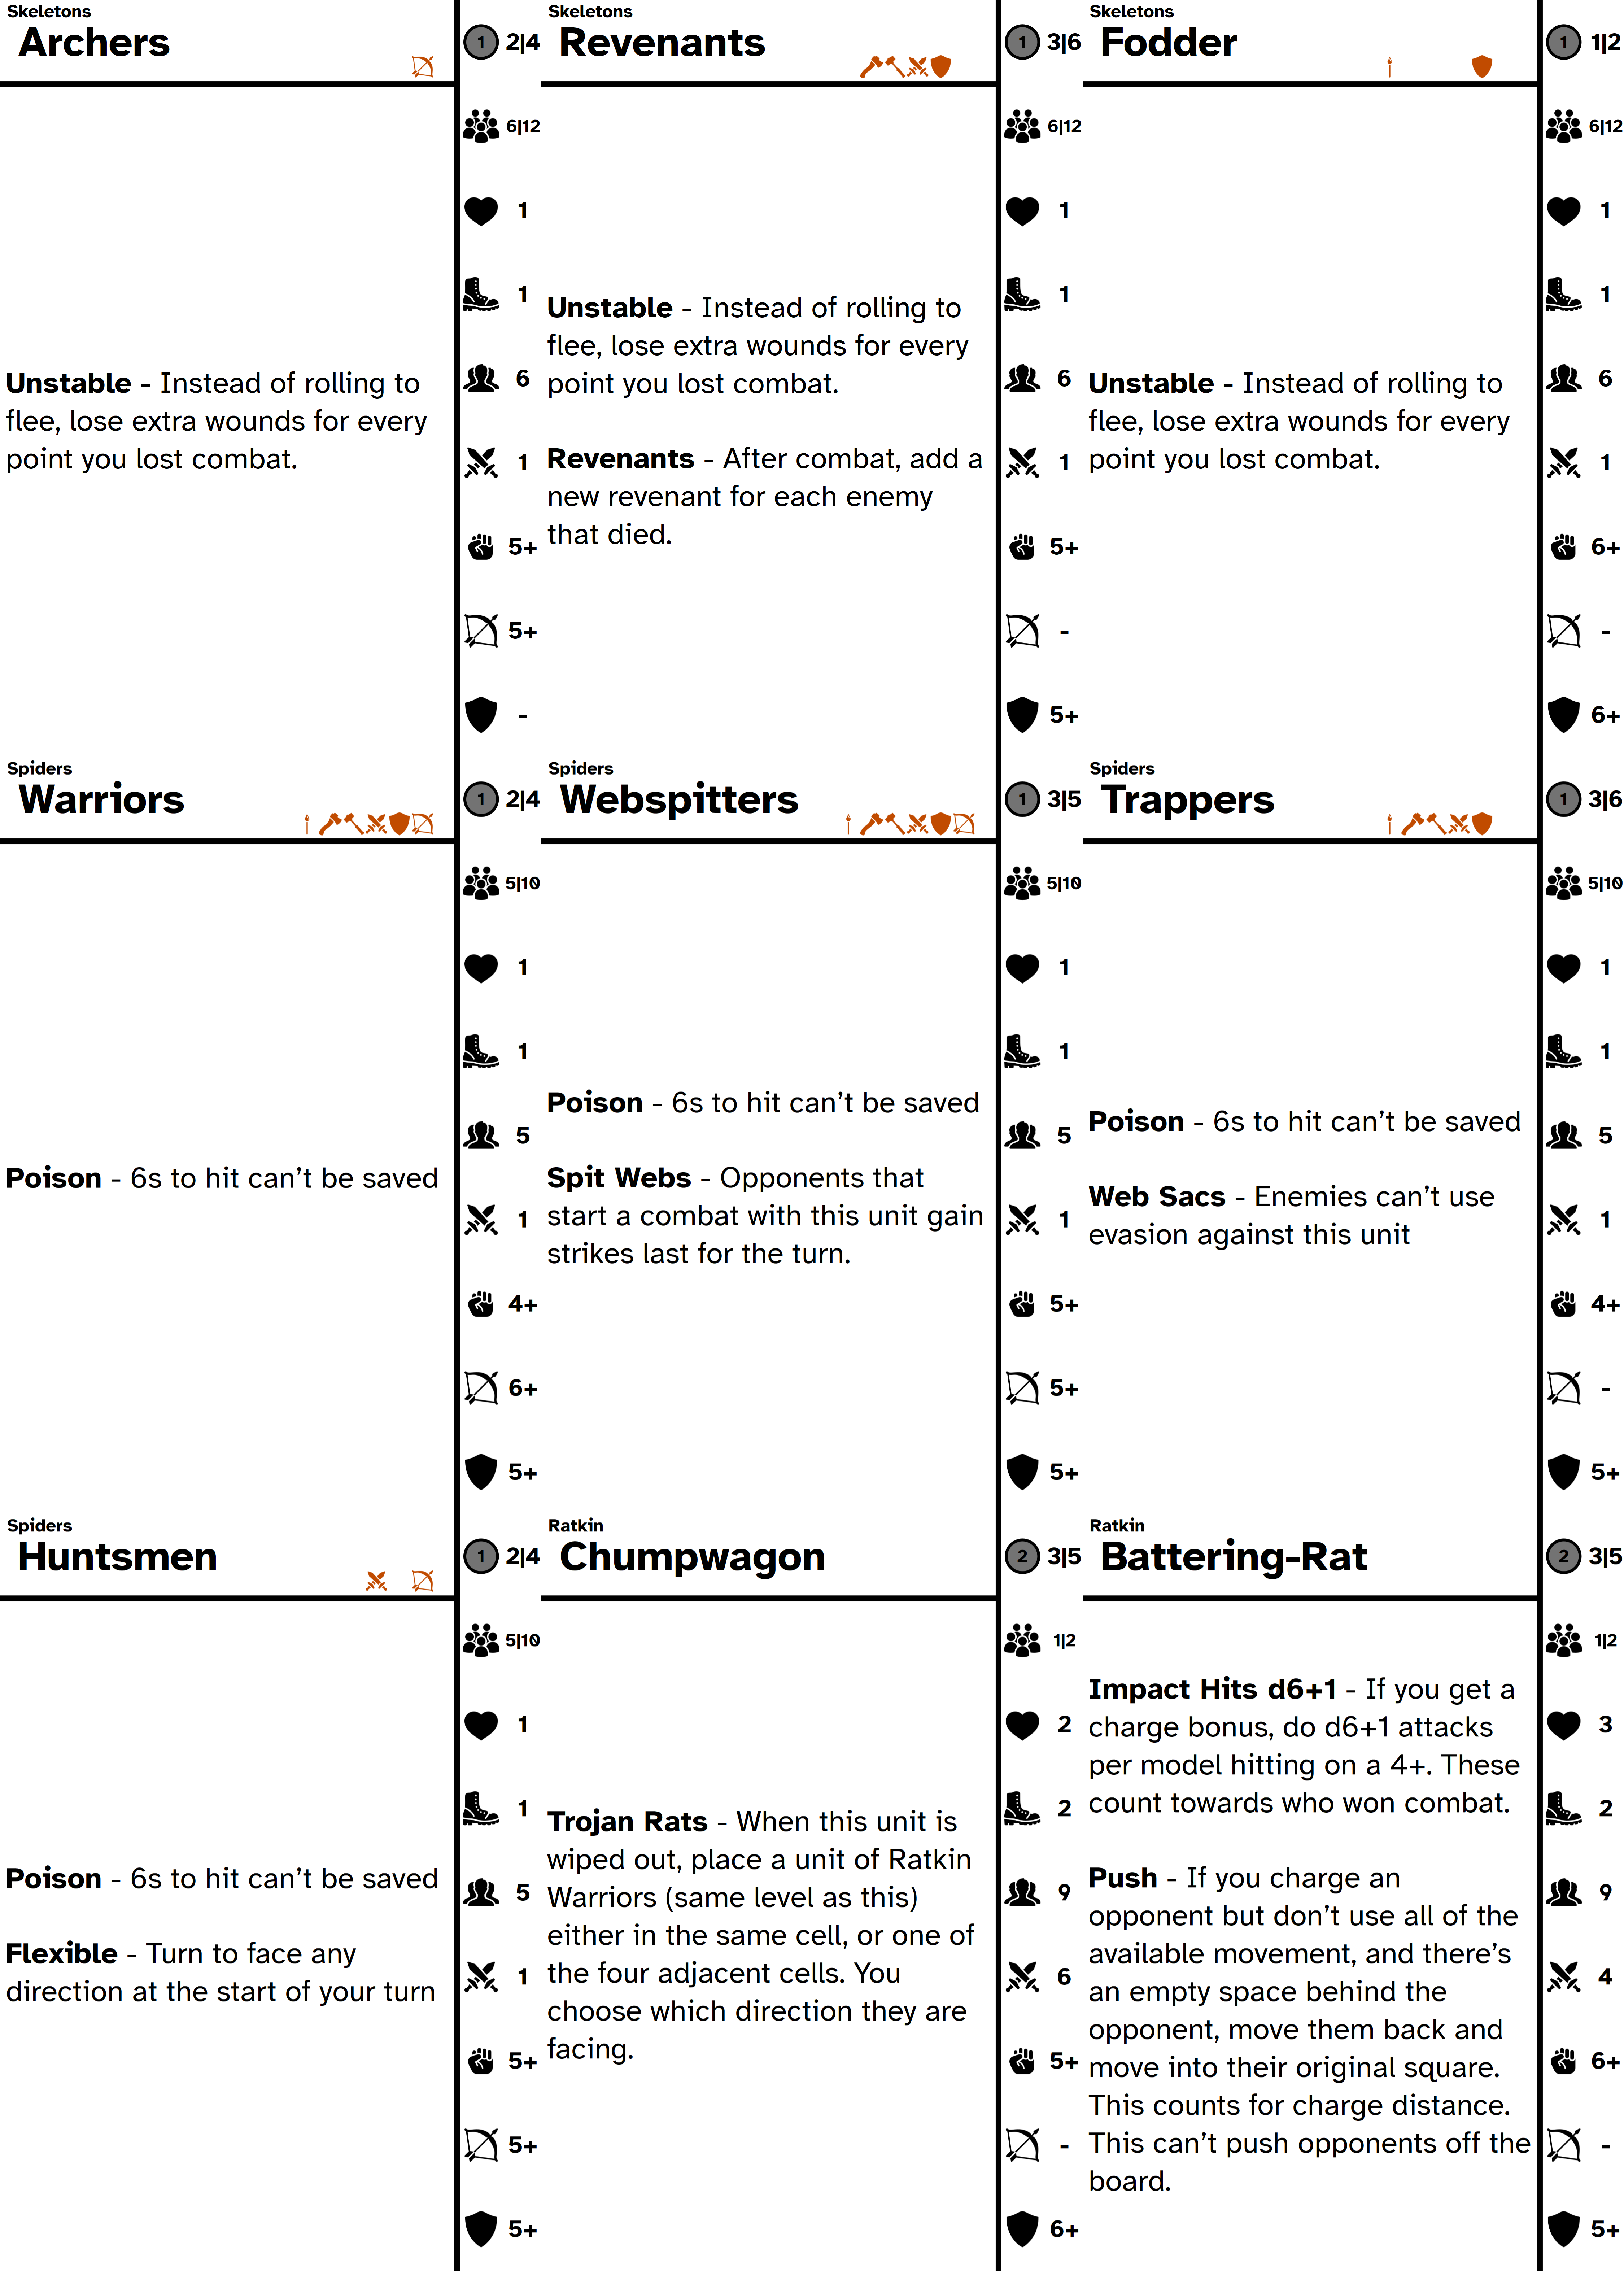 Skeletons
Archers
1 2|4
6|12
1
1
6
1
5+
5+
-
Unstable - Instead of rolling to
flee, lose extra wounds for every
point you lost combat.
Skeletons
Revenants
1 3|6
6|12
1
1
6
1
5+
-
5+
Unstable - Instead of rolling to
flee, lose extra wounds for every
point you lost combat.
Revenants - After combat, add a
new revenant for each enemy
that died.
Skeletons
Fodder
1 1|2
6|12
1
1
6
1
6+
-
6+
Unstable - Instead of rolling to
flee, lose extra wounds for every
point you lost combat.
Spiders
Warriors
1 2|4
5|10
1
1
5
1
4+
6+
5+
Poison - 6s to hit can’t be saved
Spiders
Webspitters
1 3|5
5|10
1
1
5
1
5+
5+
5+
Poison - 6s to hit can’t be saved
Spit Webs - Opponents that
start a combat with this unit gain
strikes last for the turn.
Spiders
Trappers
1 3|6
5|10
1
1
5
1
4+
-
5+
Poison - 6s to hit can’t be saved
Web Sacs - Enemies can’t use
evasion against this unit
Spiders
Huntsmen
1 2|4
5|10
1
1
5
1
5+
5+
5+
Poison - 6s to hit can’t be saved
Flexible - Turn to face any
direction at the start of your turn
Ratkin
Chumpwagon
2 3|5
1|2
2
2
9
6
5+
-
6+
Trojan Rats - When this unit is
wiped out, place a unit of Ratkin
Warriors (same level as this)
either in the same cell, or one of
the four adjacent cells. You
choose which direction they are
facing.
Ratkin
Battering-Rat
2 3|5
1|2
3
2
9
4
6+
-
5+
Impact Hits d6+1 - If you get a
charge bonus, do d6+1 attacks
per model hitting on a 4+. These
count towards who won combat.
Push - If you charge an
opponent but don’t use all of the
available movement, and there’s
an empty space behind the
opponent, move them back and
move into their original square.
This counts for charge distance.
This can’t push opponents off the
board.